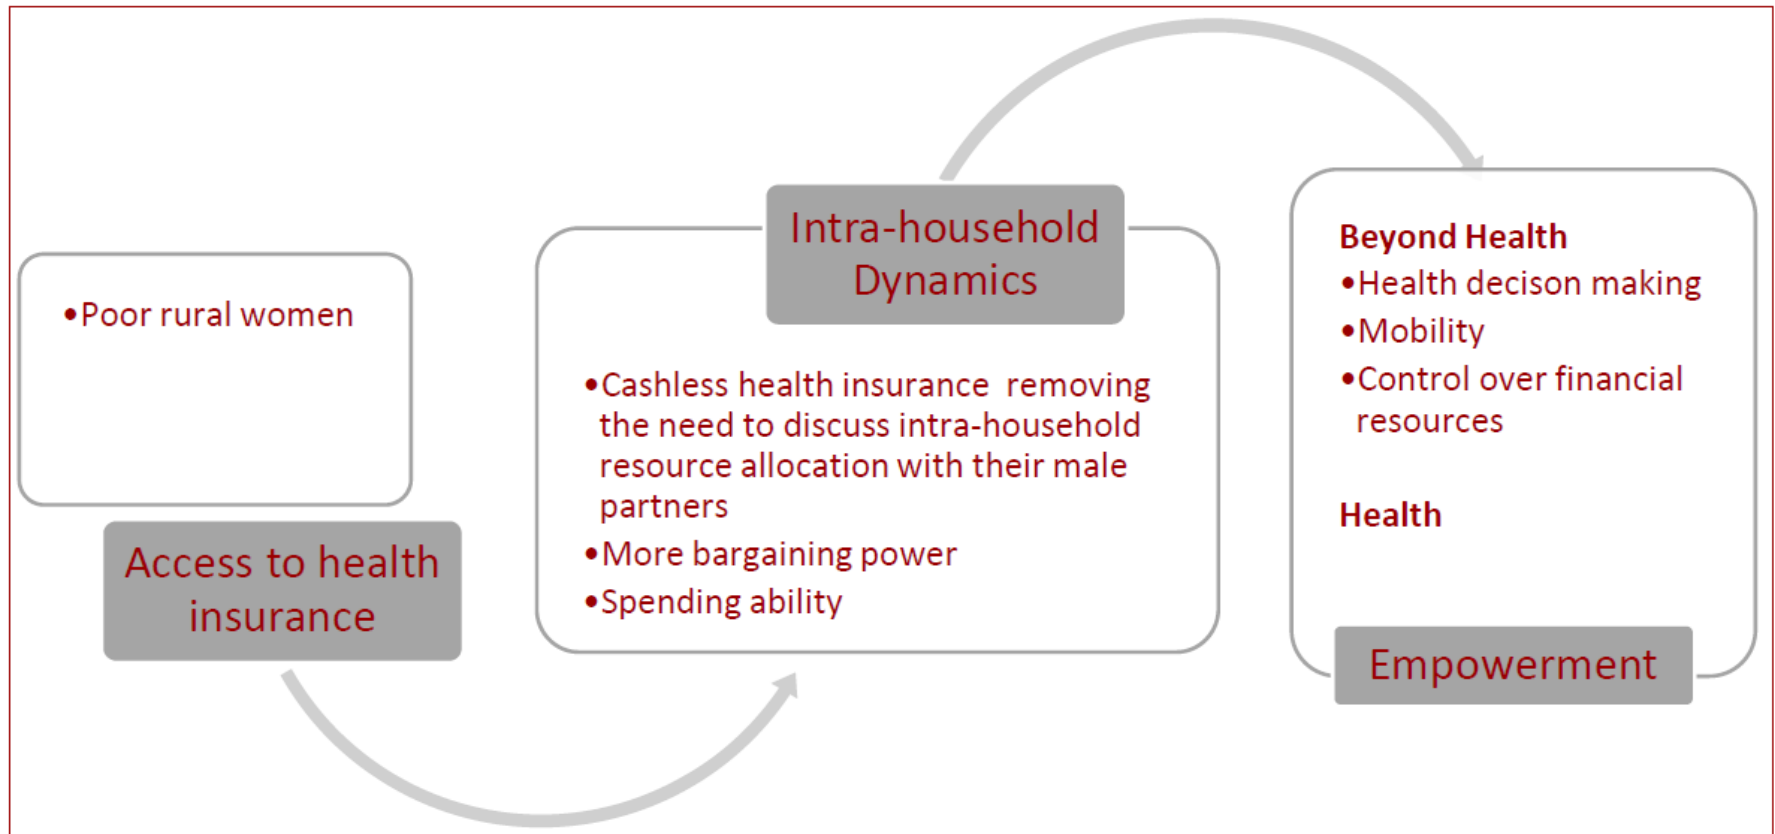 •Poor rural women
Access to health
insurance
Intra-household
Dynamics
•Cashless health insurance  removing
the need to discuss intra-household
resource allocation with their male
partners
•More bargaining power
•Spending ability
Beyond Health
•Health decison making
•Mobility
•Control over financial
resources
Health
Empowerment